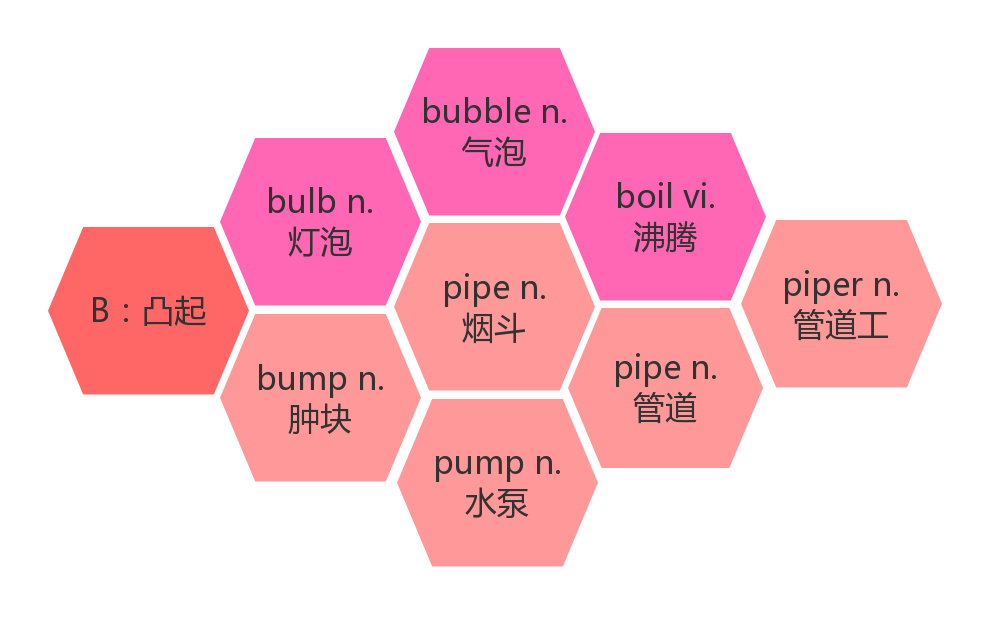 bubble n.
气泡
bulb n.
灯泡
boil vi.
沸腾
B：凸起
pipe n.
烟斗
piper n.
管道工
bump n.
肿块
pipe n.
管道
pump n.
水泵